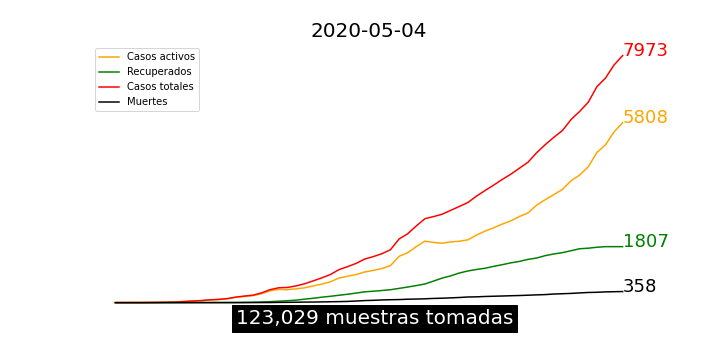 2020-05-04
Casos activos
Recuperados
Casos totales
Muertes
7973
5808
1807
358
123,029 muestras tomadas